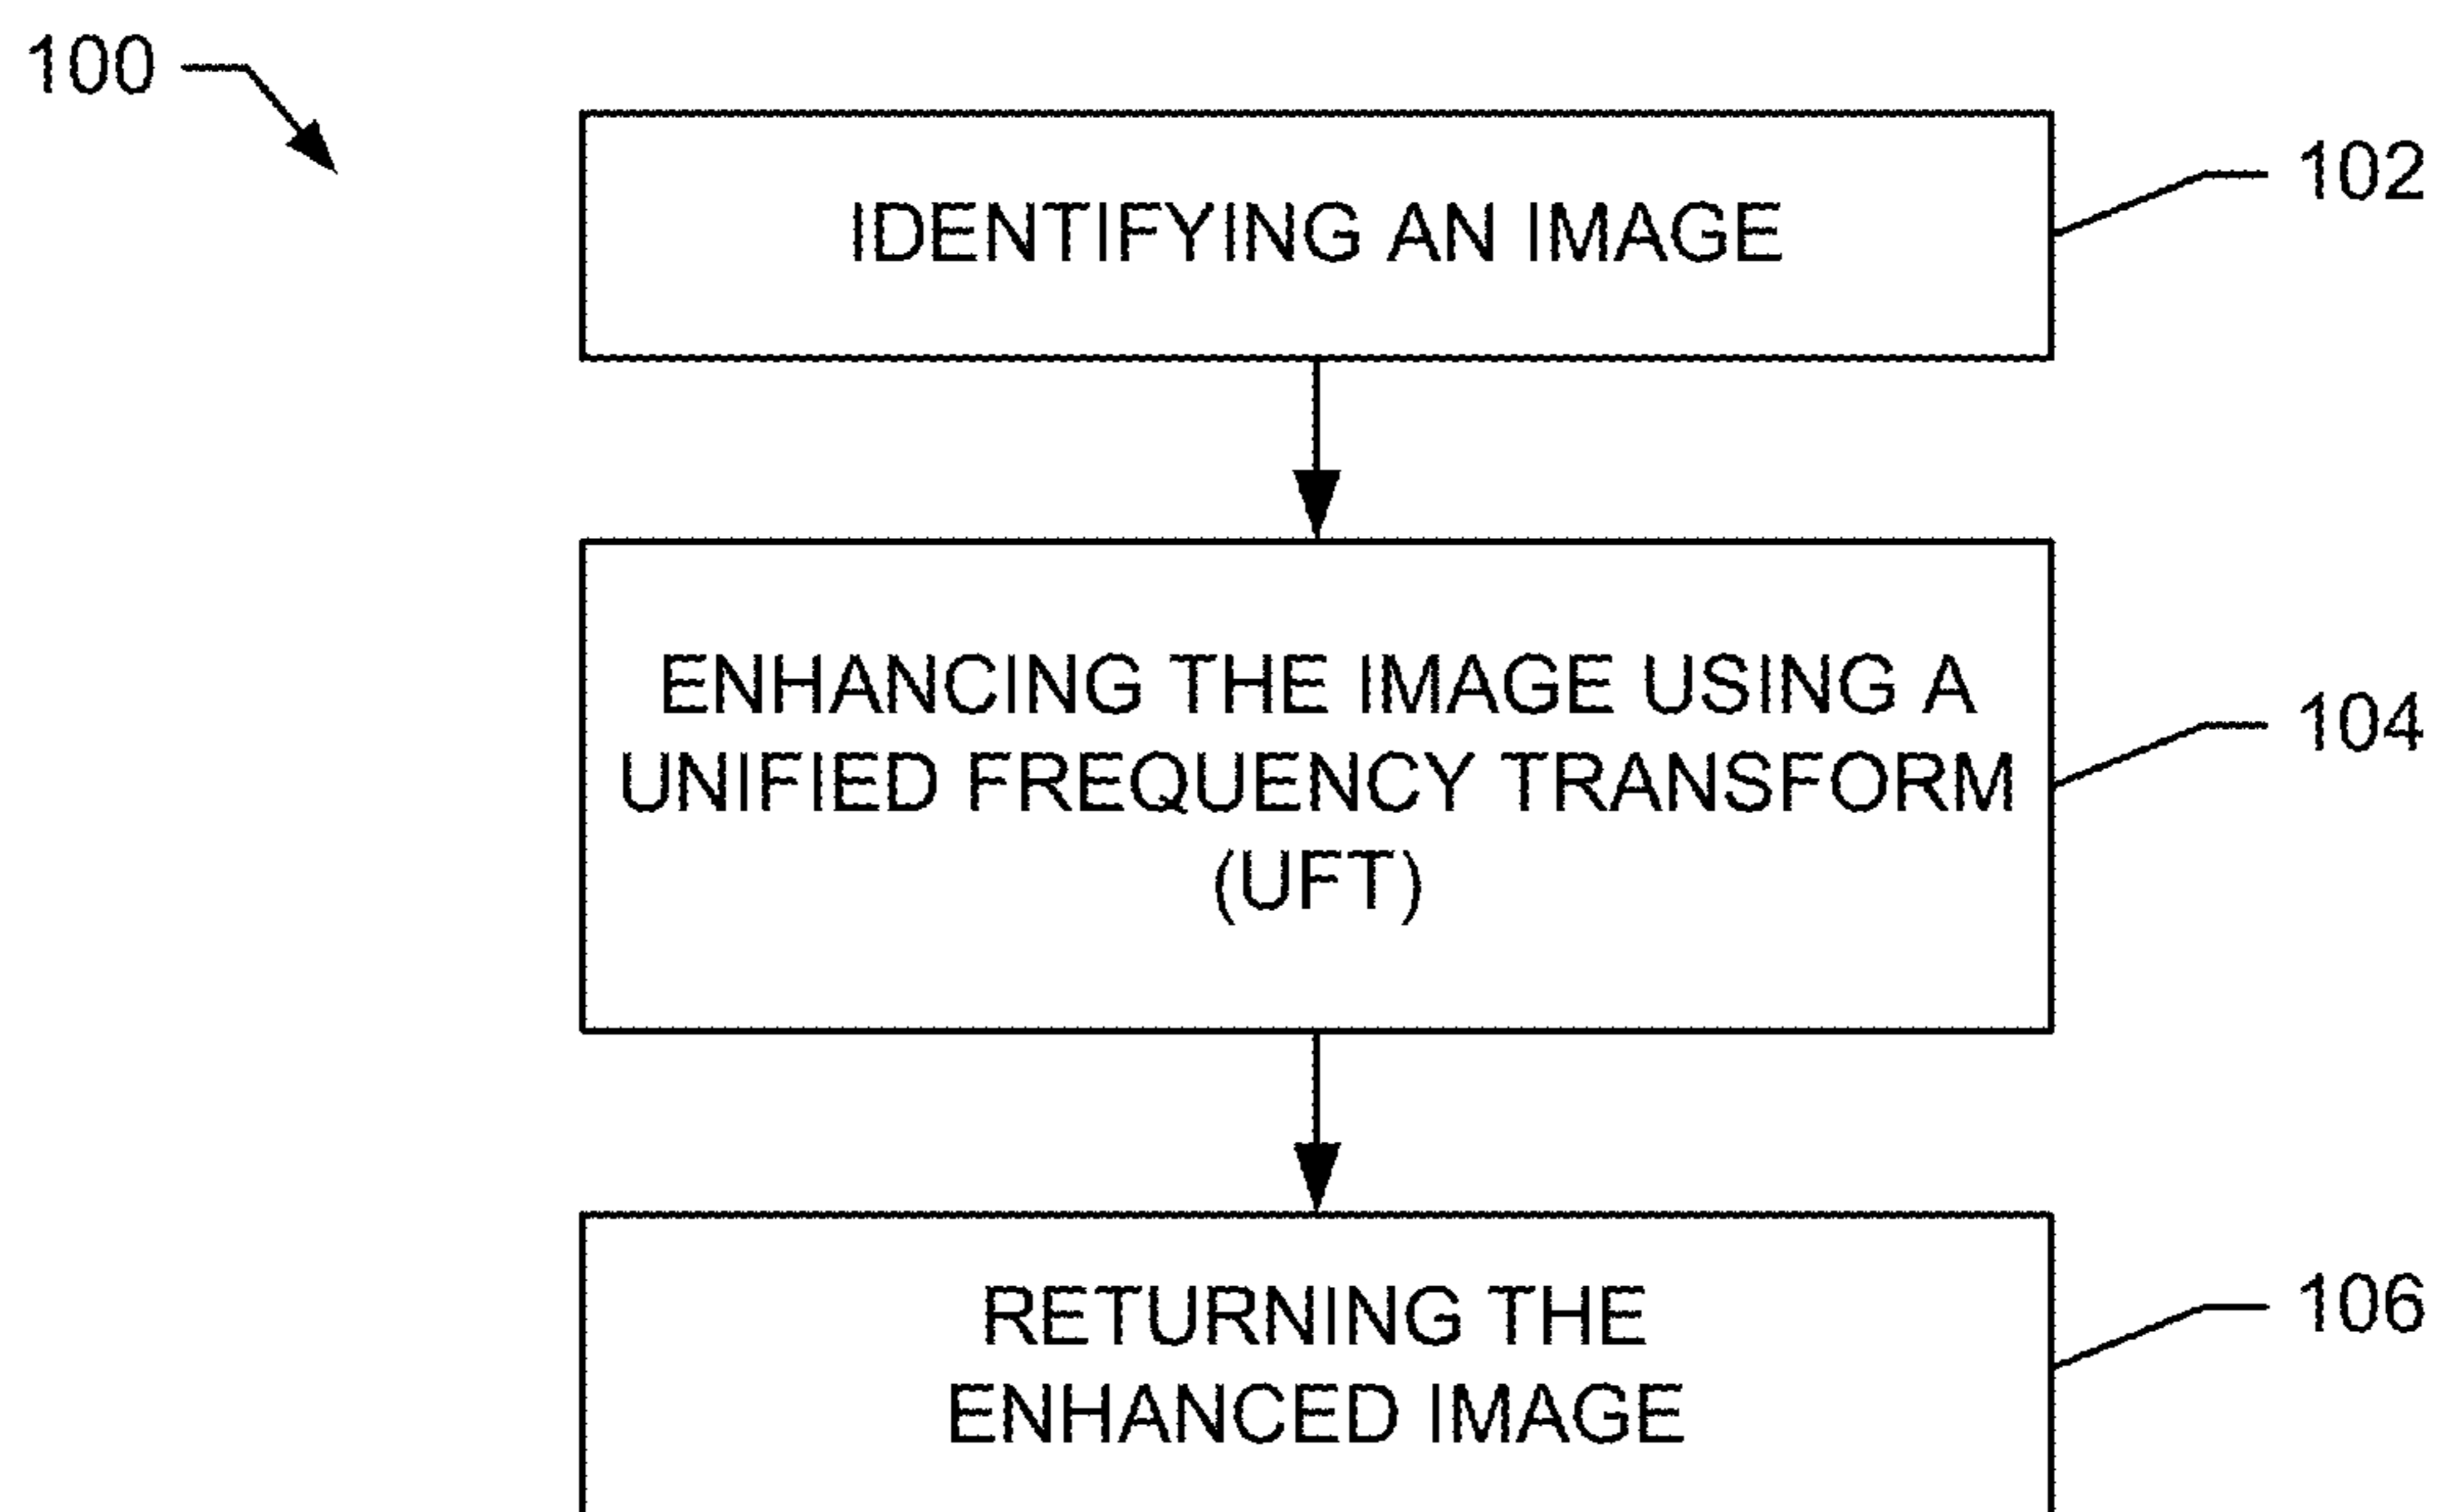 100
IDENTIFYING AN IMAGE
102
ENHANCING THE IMAGE USING A
UNIFIED FREQUENCY TRANSFORM
(UFT)
104
RETURNING THE
ENHANCED IMAGE
106